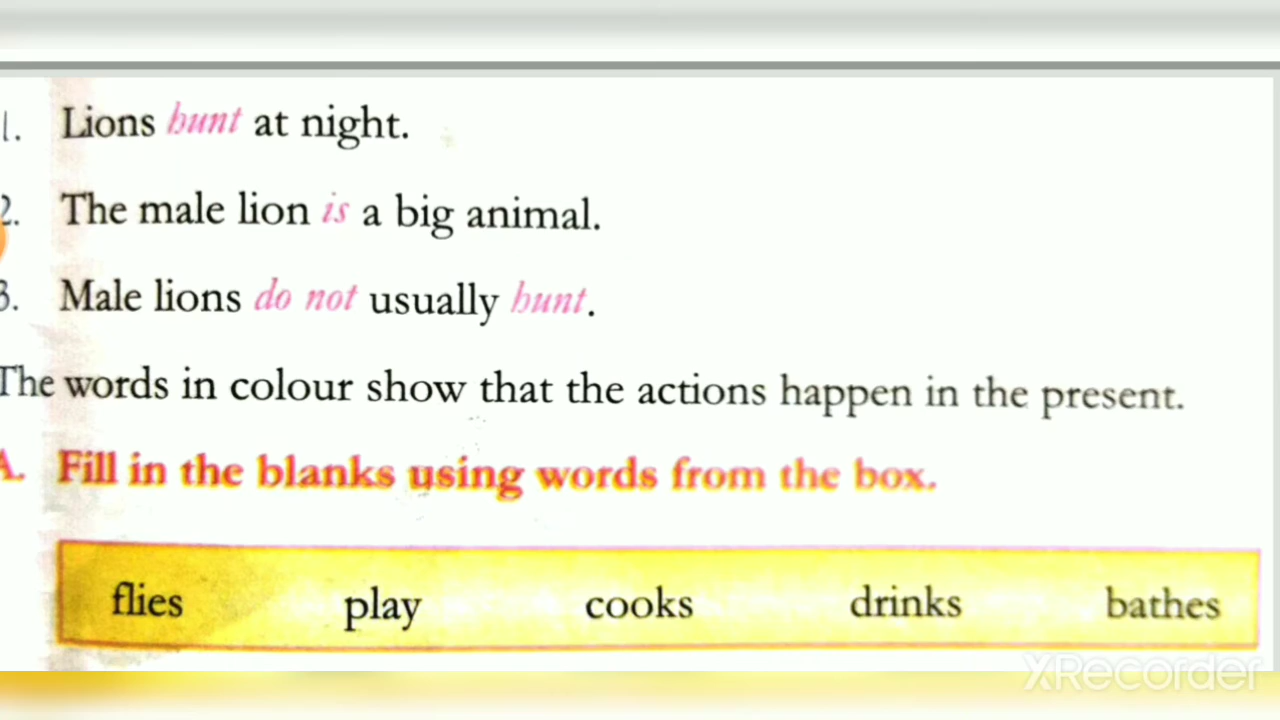 1. Lions hunt at night.
2. The male lion is a big animal.
3. Male lions do not usually hunt.
The words in colour show that the actions happen in the present.
A. Fill in the blanks using words from the box.
flies play cooks drinks bathes
XRecorder